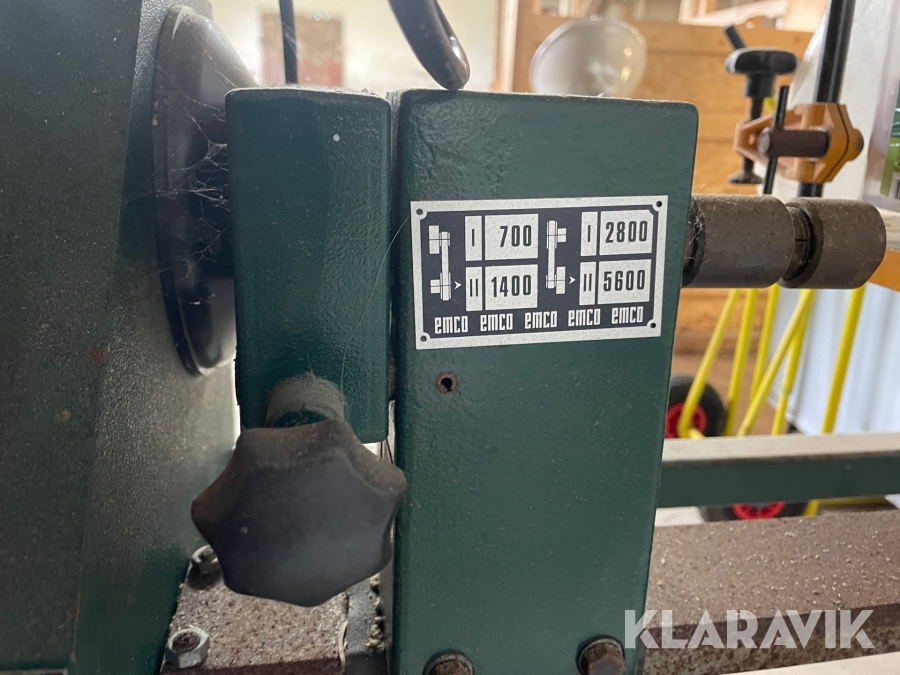 I 700 I 2800
II 1400 II 5600
emco emco emco emco emco
KLARAVIK